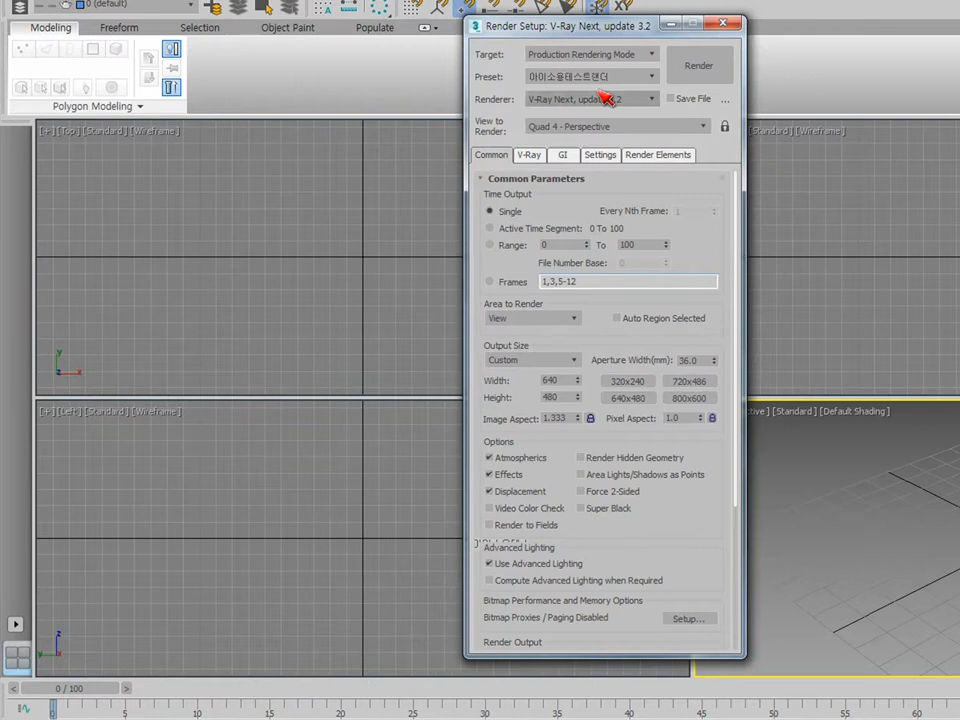 0 (default)
Modeling
Freeform
Selection
Object Paint
Populate
Polygon Modeling
[+] [Top] [Standard] [Wireframe]
[+] [Left] [Standard] [Wireframe]
[Standard] [Default Shading]
[Standard] [Wireframe]
Render Setup: V-Ray Next, update 3.2
Target: Production Rendering Mode
Preset: 아이소용테스트랜더
Render
Renderer: V-Ray Next, update 3.2
Save File ...
View to
Render: Quad 4 - Perspective
Common V-Ray GI Settings Render Elements
Common Parameters
Time Output
Single Every Nth Frame: 1
Active Time Segment: 0 To 100
Range: 0 To 100
File Number Base: 0
Frames 1,3,5-12
Area to Render
View Auto Region Selected
Output Size
Custom Aperture Width(mm): 36.0
Width: 640 320x240 720x486
Height: 480 640x480 800x600
Image Aspect: 1.333 Pixel Aspect: 1.0
Options
Atmospherics Render Hidden Geometry
Effects Area Lights/Shadows as Points
Displacement Force 2-Sided
Video Color Check Super Black
Render to Fields
Advanced Lighting
Use Advanced Lighting
Compute Advanced Lighting when Required
Bitmap Performance and Memory Options
Bitmap Proxies / Paging Disabled Setup...
Render Output
y
x
z
z
y
x
< 0 / 100 >
0 5 10 15 20 25 30 35 40 45 50 55 60